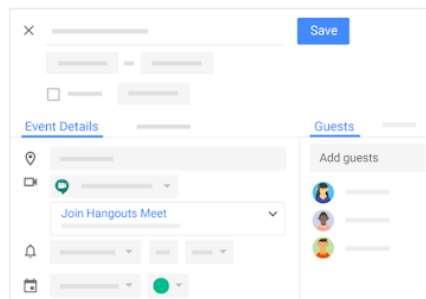 Save
Event Details
Guests
Add guests
Join Hangouts Meet